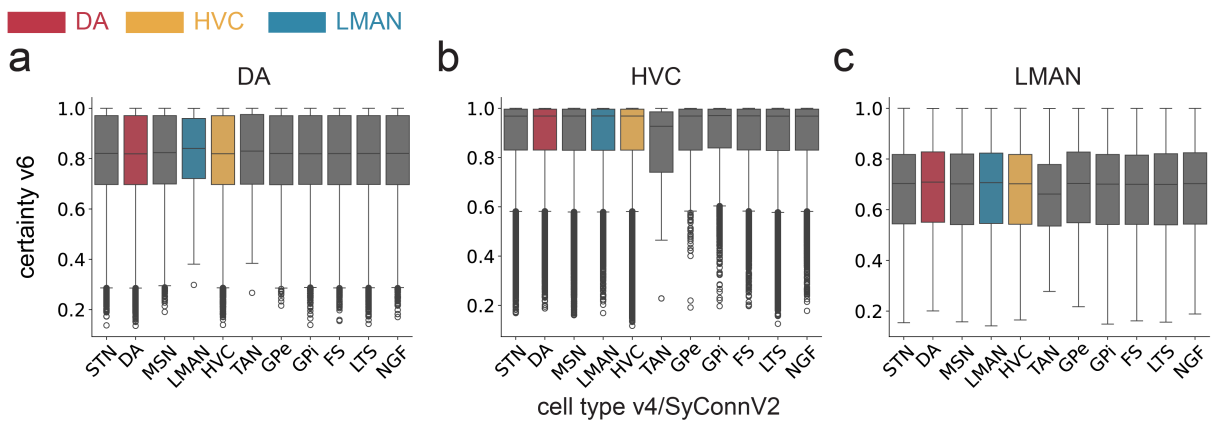 DA HVC LMAN
a b c
DA HVC LMAN
certainty v6
1.0
0.8
0.6
0.4
0.2
STN DA MSN LMAN HVC TAN GPe GPi FS LTS NGF
1.0
0.8
0.6
0.4
0.2
STN DA MSN LMAN HVC TAN GPe GPi FS LTS NGF
1.0
0.8
0.6
0.4
0.2
STN DA MSN LMAN HVC TAN GPe GPi FS LTS NGF
cell type v4/SyConnV2